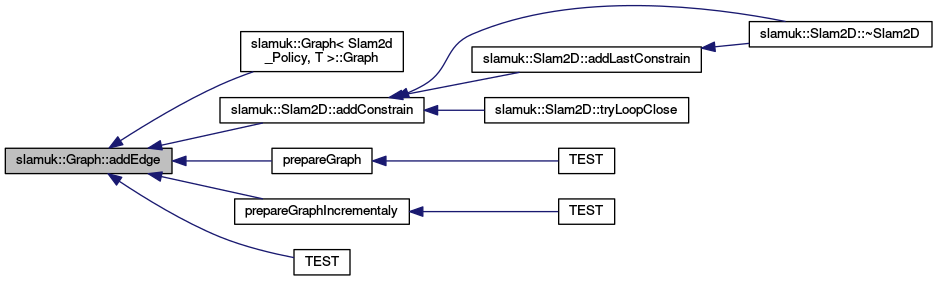 slamuk::Graph< Slam2d
_Policy, T >::Graph
slamuk::Slam2D::~Slam2D
slamuk::Slam2D::addLastConstrain
slamuk::Slam2D::addConstrain
slamuk::Slam2D::tryLoopClose
slamuk::Graph::addEdge
prepareGraph
TEST
prepareGraphIncrementaly
TEST
TEST